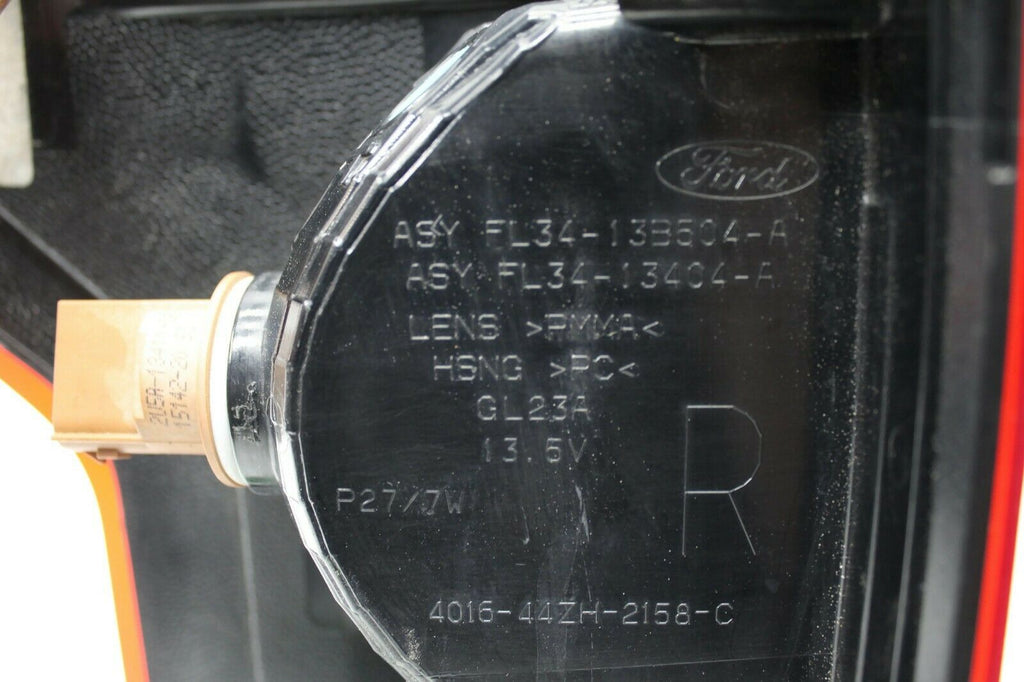 Ford
ASY FL34-13B504-A
ASY FL34-13404-A
LENS >PMMA<
HSNG >PC<
GL23A
13.6V
P27/7W
R
4016-44ZH-2158-C